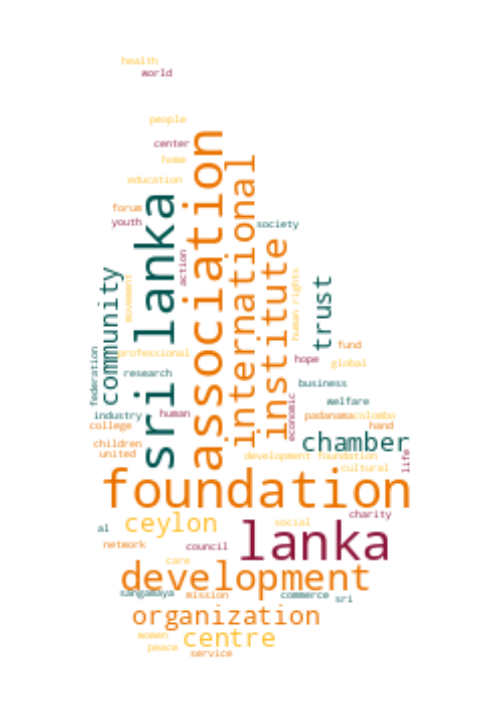 health
world
people
center
home
education
forum
youth
sri lanka
association
international
society
institute
action
community
movement
human rights
trust
federation
professional
fund
hope
global
research
business
economic
welfare
industry
human
padanama
colombo
college
hand
chamber
children
united
development foundation
cultural
life
foundation
ceylon
social
charity
al
lanka
network
council
care
development
sangamaya
mission
commerce
sri
organization
women
centre
peace
service